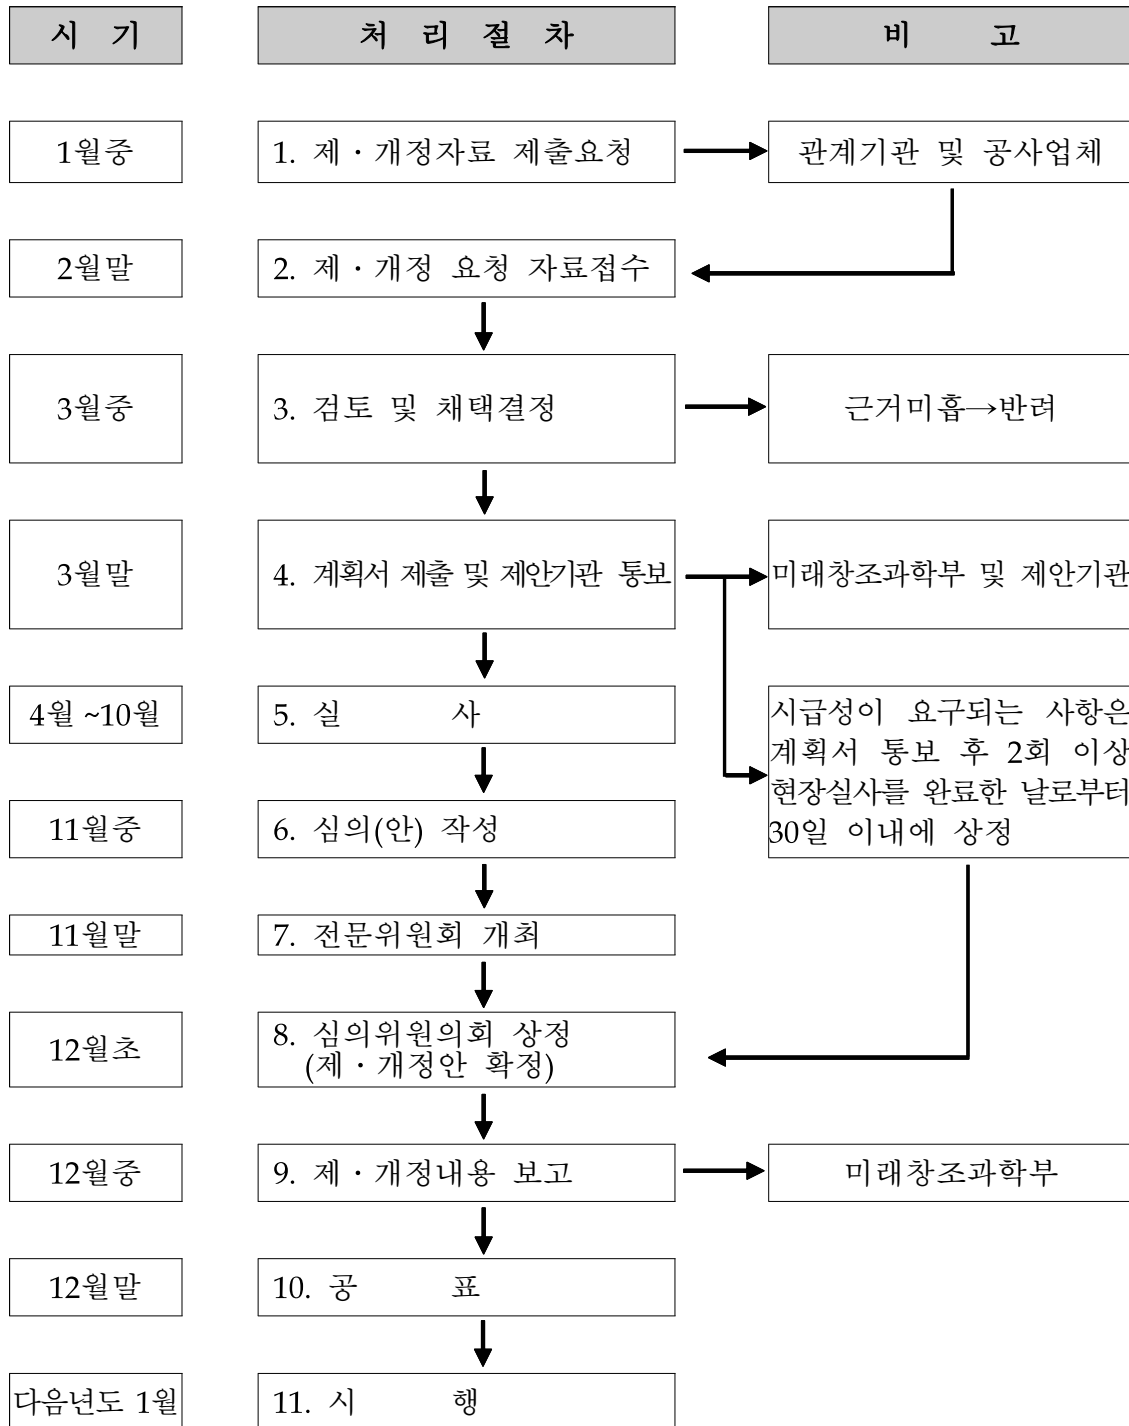 시 기 처 리 절 차 비 고
1월중 1. 제·개정자료 제출요청 관계기관 및 공사업체
2월말 2. 제·개정 요청 자료접수
3월중 3. 검토 및 채택결정 근거미흡→반려
3월말 4. 계획서 제출 및 제안기관 통보 미래창조과학부 및 제안기관
4월 ~10월 5. 실 사
시급성이 요구되는 사항은
계획서 통보 후 2회 이상
현장실사를 완료한 날로부터
30일 이내에 상정
11월중 6. 심의(안) 작성
11월말 7. 전문위원회 개최
12월초 8. 심의위원의회 상정
(제·개정안 확정)
12월중 9. 제·개정내용 보고 미래창조과학부
12월말 10. 공 표
다음년도 1월 11. 시 행